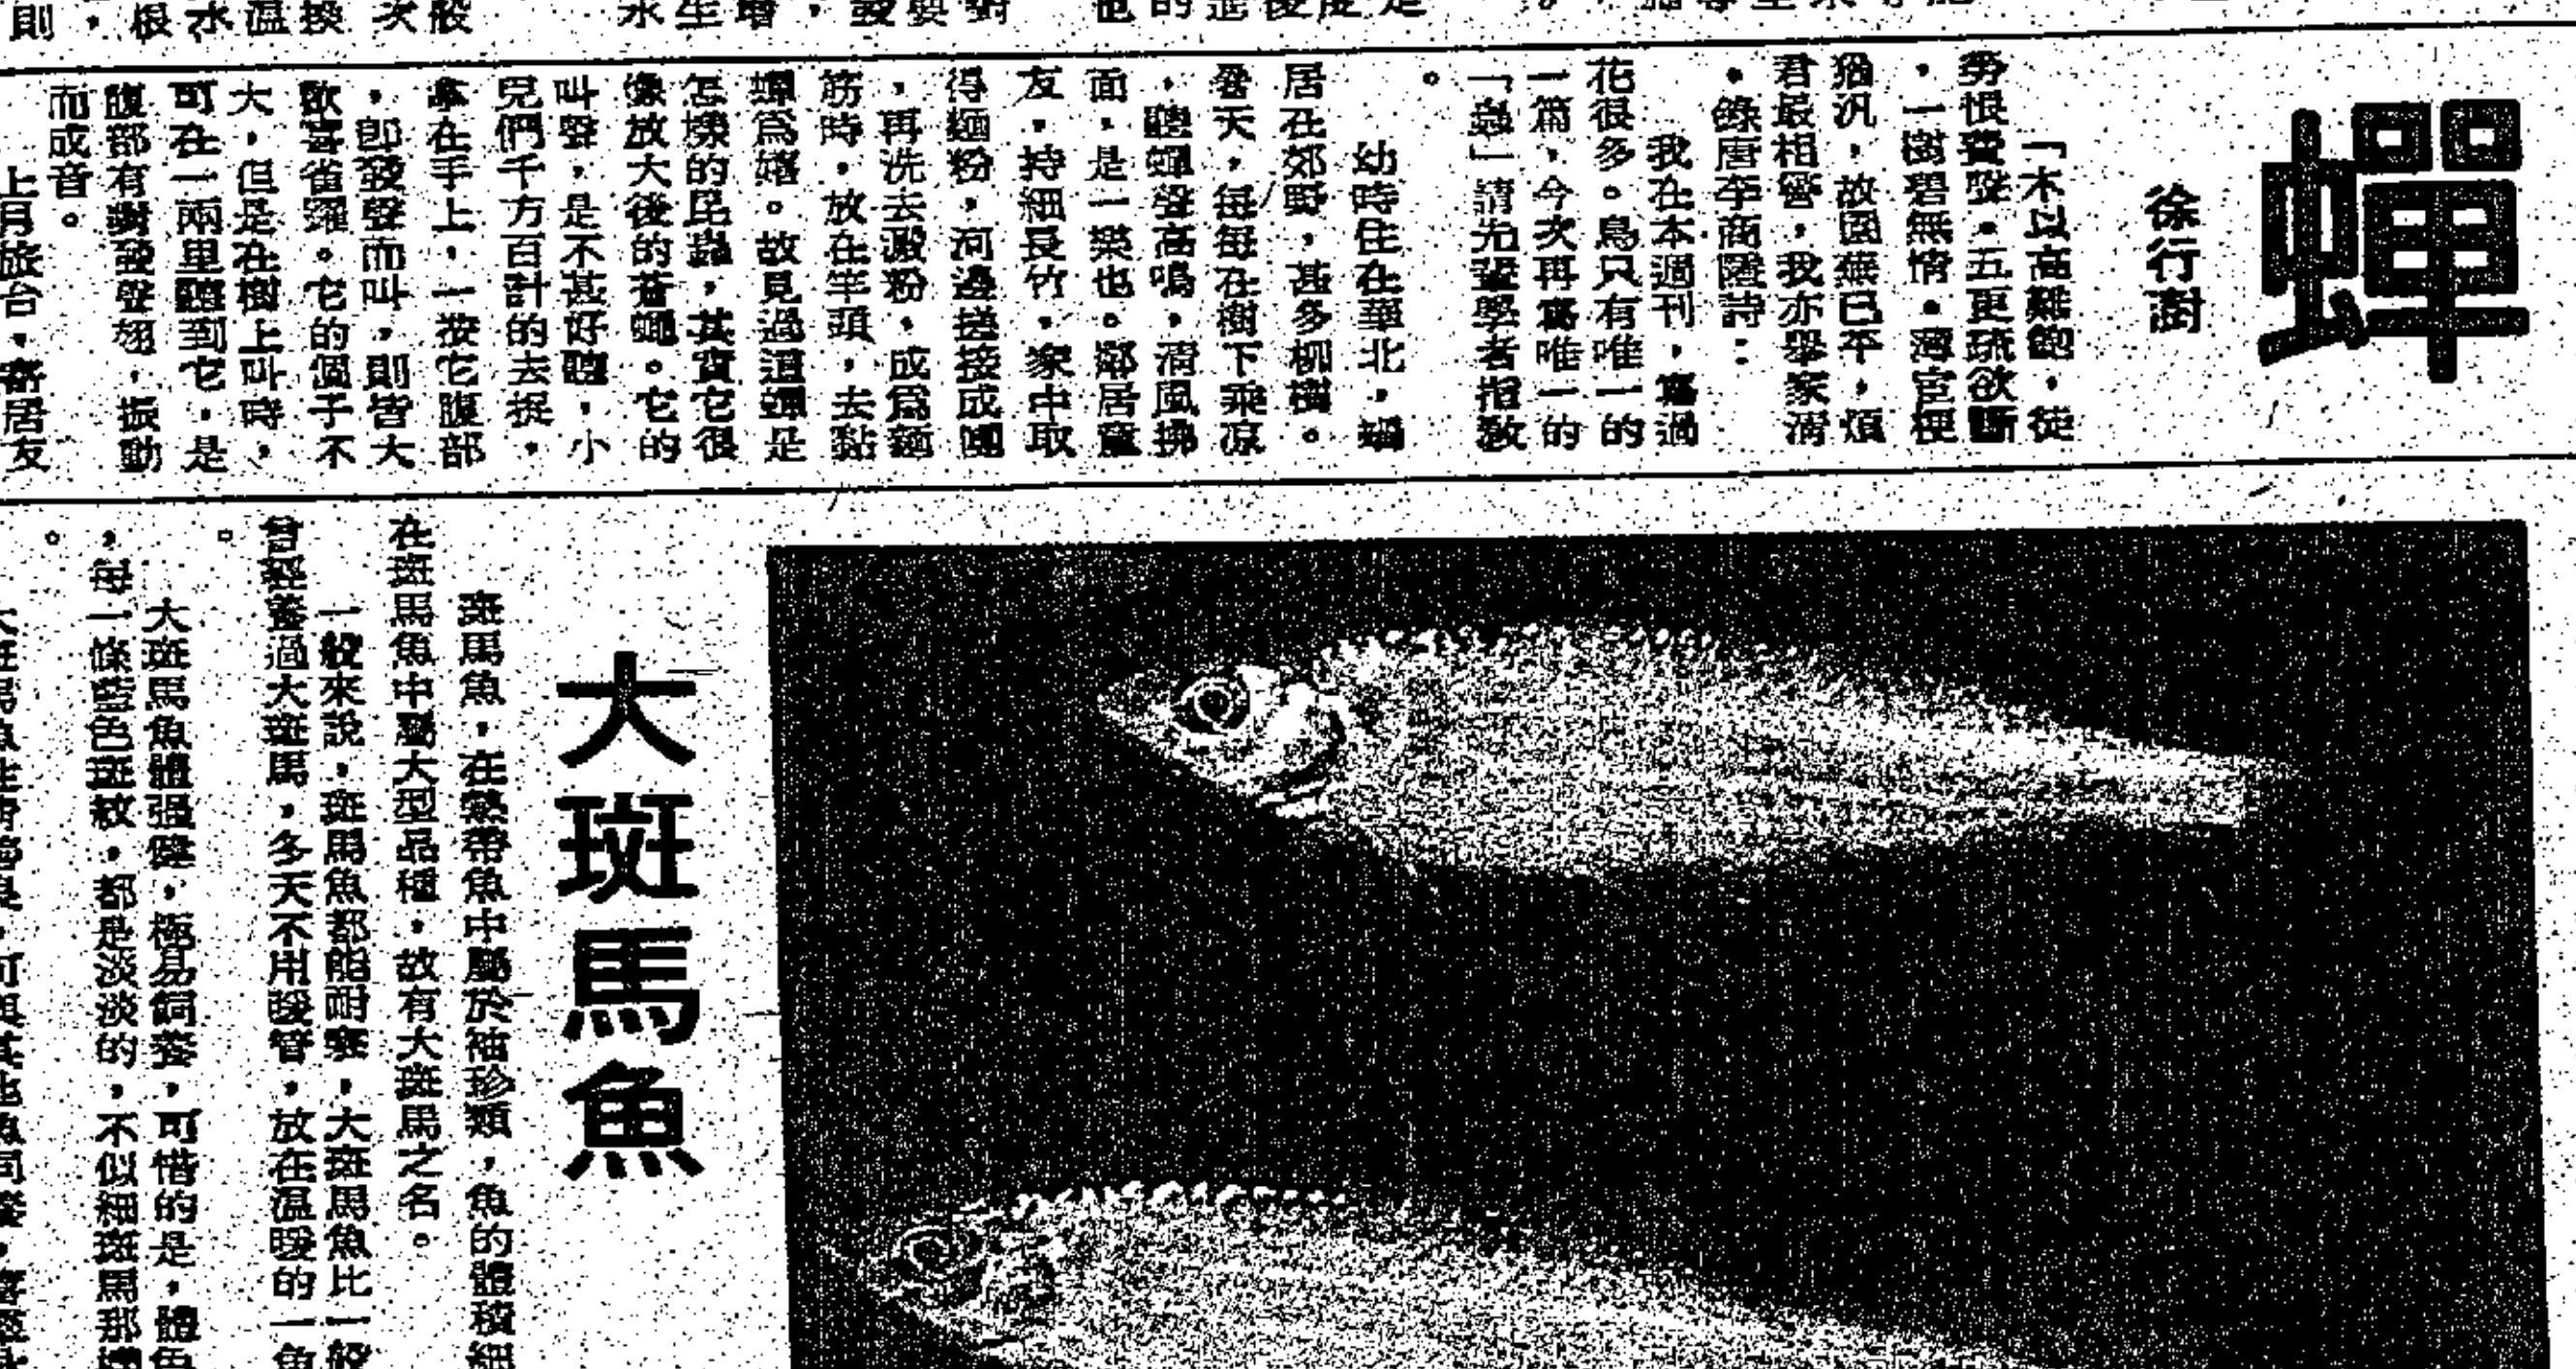 蟬
徐行澍
「本以高難飽，徒
勞恨費聲。五更疏欲斷
，一樹碧無情。薄宦梗
猶汎，故園蕪已平，煩
君最相警，我亦舉家清
。錄唐李商隱詩：
我在本週刊，寫過
花很多。鳥只有唯一的
一篇，今次再寫唯一的
「蟲」請先輩學者指教
。
幼時住在華北，蝸
居在郊野，甚多柳樹。
暑天，每每在樹下乘凉
，聽蟬聲高鳴，清風拂
面，是一樂也。鄰居童
友，持細長竹，家中取
得麵粉，河邊搓接成
，再洗去澱粉，成爲麵
筋時，放在竿頭，去黏
蟬爲嬉。故見過這蟬是
怎樣的昆蟲，其實它很
像放大後的蒼蠅。它的
叫聲，是不甚好聽，小
兒們千方百計的去捉，
拿在手上，一按它腹部
，即發聲而叫，則皆大
歡喜雀躍。它的個子不
大，但是在樹上叫時，
可在一兩里聽到它，是
腹部有對發聲翅，振動
而成音。
上月旅台，寄居友
大斑馬魚
斑馬魚，在熱帶魚中屬於袖珍類，魚的體積細
在斑馬魚中屬大型品種，故有大斑馬之名。
一般來說，斑馬魚都能耐寒，大斑馬魚比一般
曾經養過大斑馬，冬天不用暖管，放在溫暖的一角
。
大斑馬魚體強健，極易飼養，可惜的是，體色
，每一條藍色斑紋，都是淡淡的，不似細斑馬那樣
。